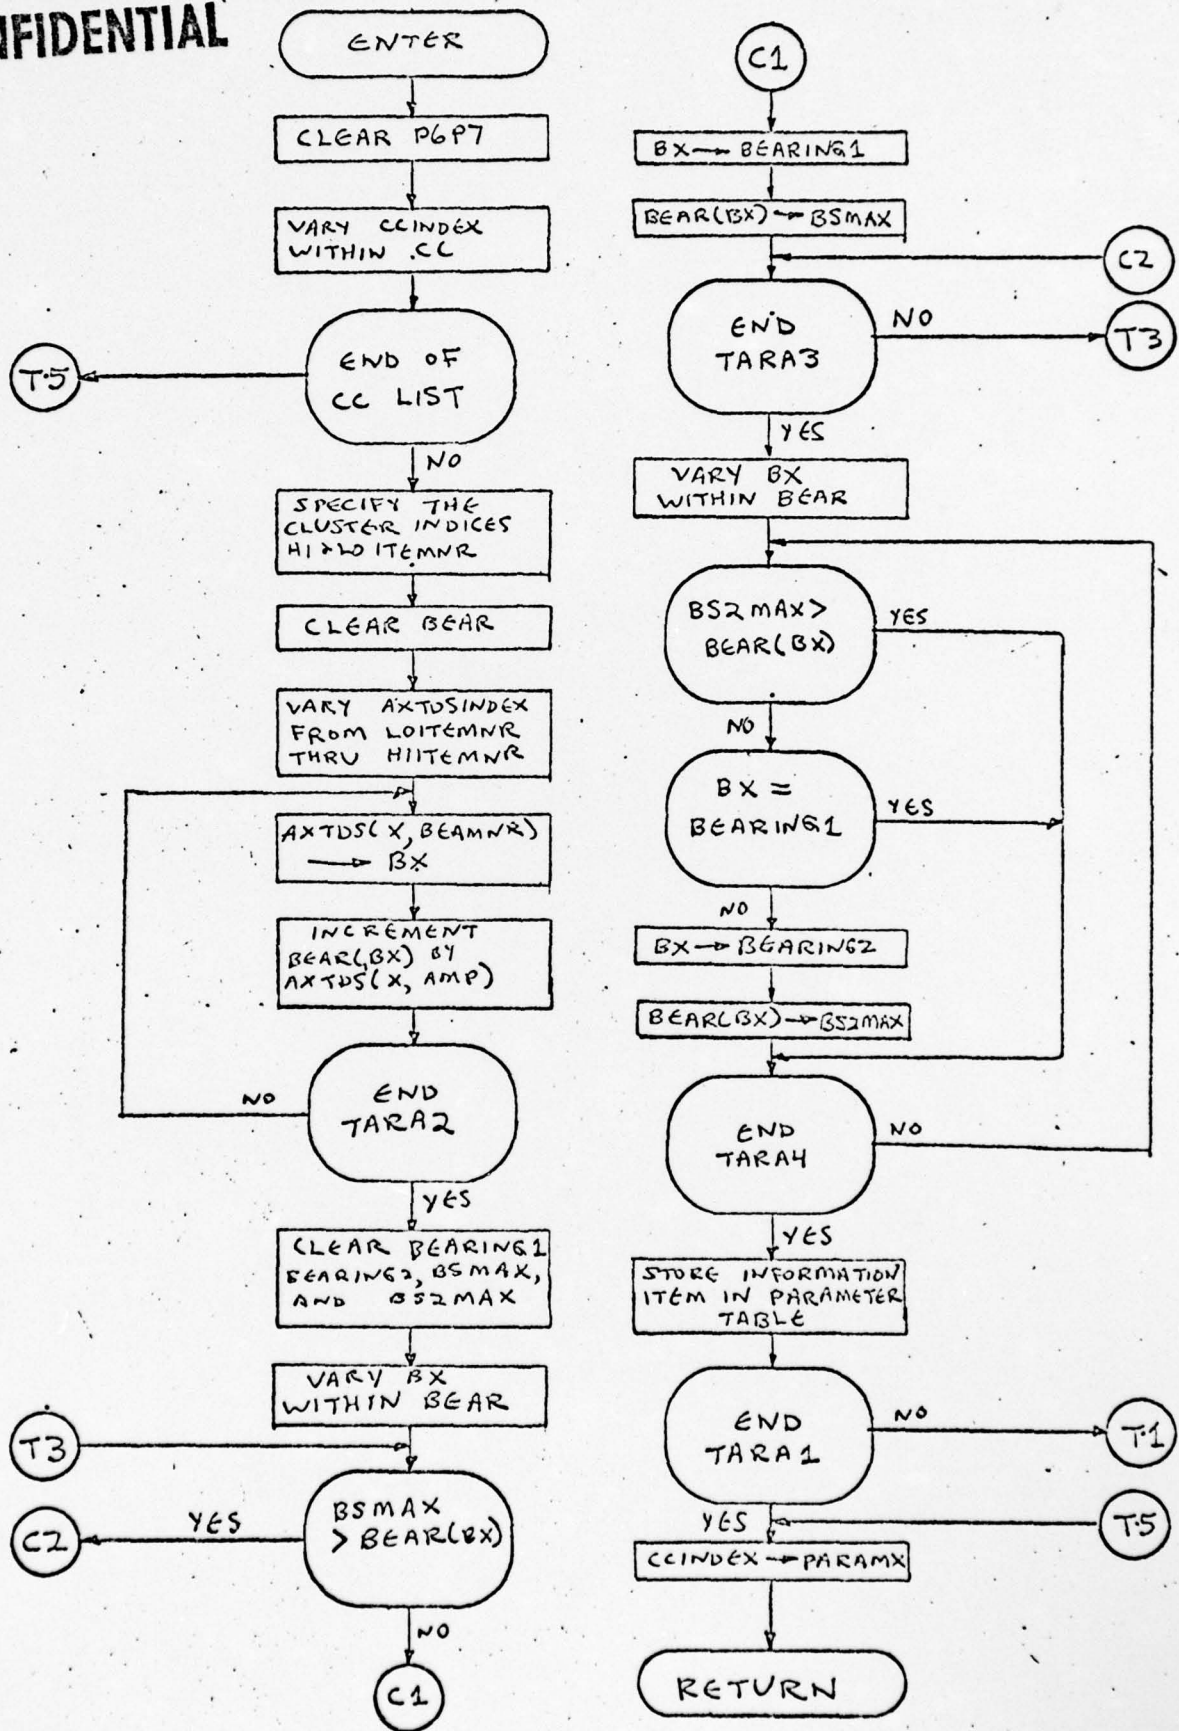 NFIDENTIAL
ENTER
CLEAR P6P7
VARY CCINDEX
WITHIN .CC
END OF
CC LIST
T.5
NO
SPECIFY THE
CLUSTER INDICES
HI&LO ITEMNR
CLEAR BEAR
VARY AXTDSINDEX
FROM LOITEMNR
THRU HIITEMNR
AXTDS(X, BEAMNR)
→ BX
INCREMENT
BEAR(BX) BY
AXTDS(X, AMP)
END
TARA2
NO
YES
CLEAR BEARING1
BEARING2, BSMAX,
AND BS2MAX
VARY BX
WITHIN BEAR
T3
BSMAX
> BEAR(BX)
YES
C2
NO
C1
C1
BX → BEARING1
BEAR(BX) → BSMAX
C2
END
TARA3
NO
T3
YES
VARY BX
WITHIN BEAR
BS2MAX >
BEAR(BX)
YES
NO
BX =
BEARING1
YES
NO
BX → BEARING2
BEAR(BX) → BS2MAX
END
TARA4
NO
YES
STORE INFORMATION
ITEM IN PARAMETER
TABLE
END
TARA1
NO
T.1
YES
T.5
CCINDEX → PARAMX
RETURN